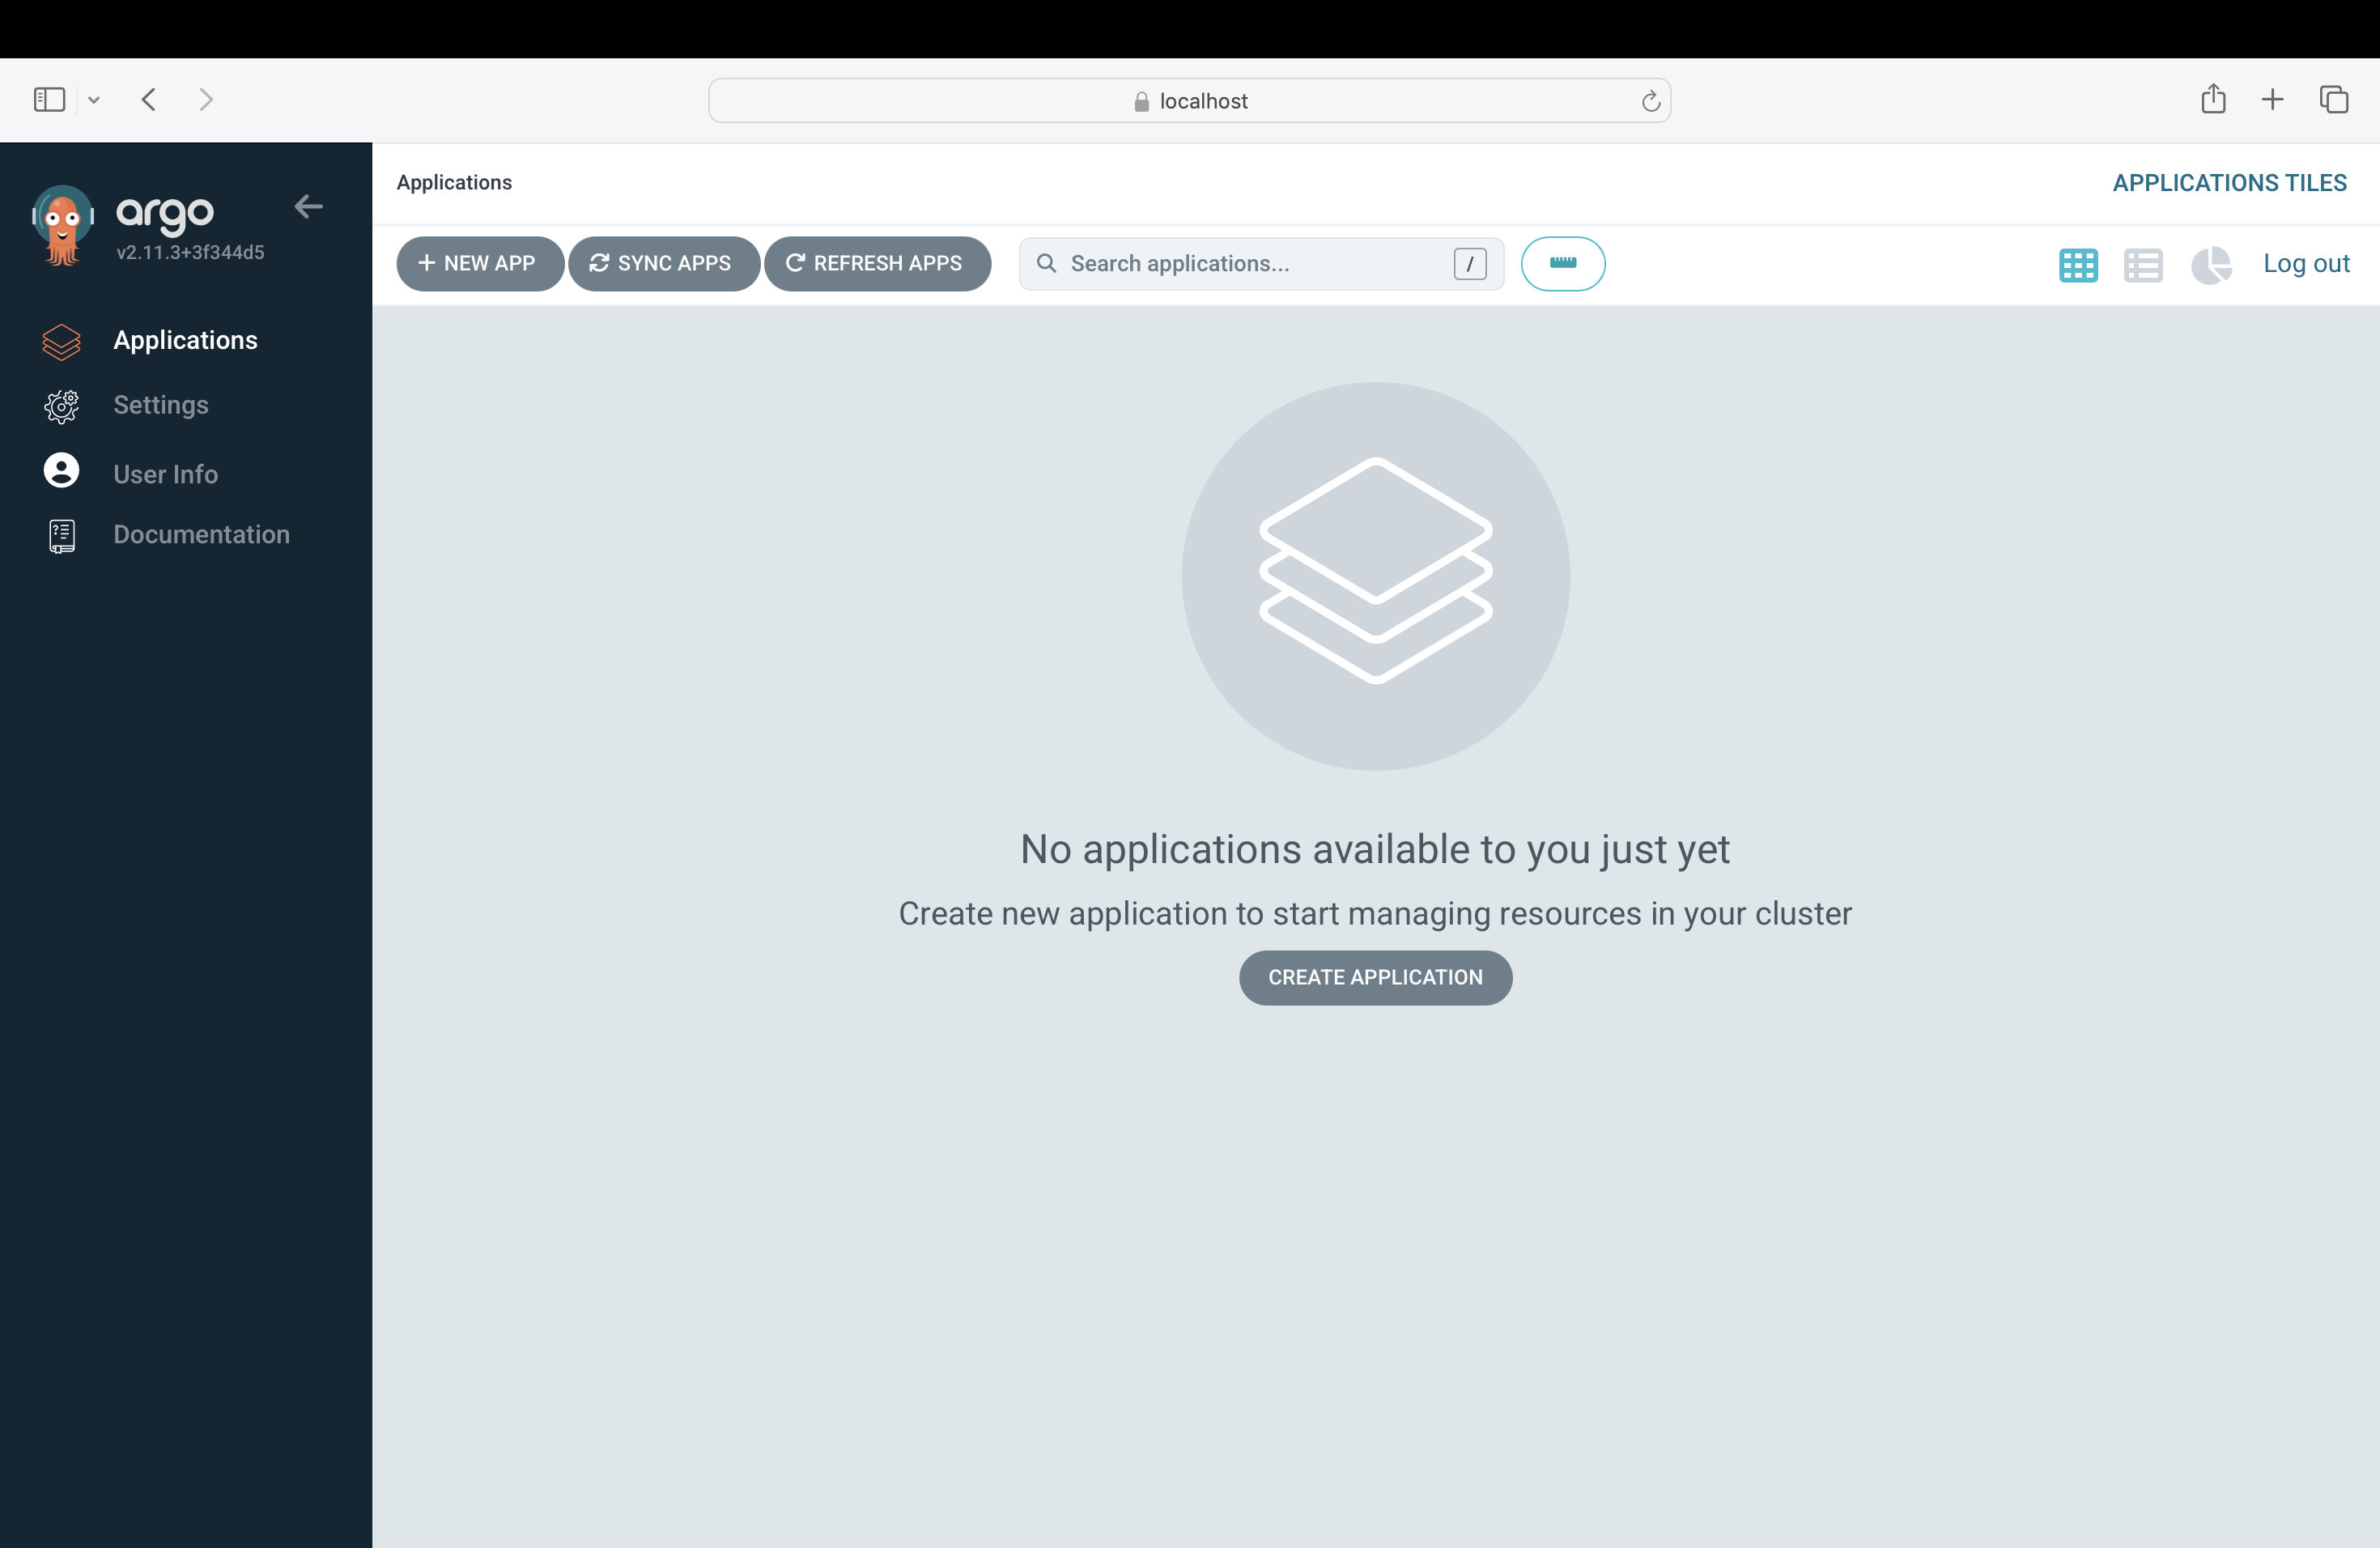 localhost
argo
v2.11.3+3f344d5
Applications
Settings
User Info
Documentation
Applications
APPLICATIONS TILES
NEW APP
SYNC APPS
REFRESH APPS
Search applications...
/
Log out
No applications available to you just yet
Create new application to start managing resources in your cluster
CREATE APPLICATION